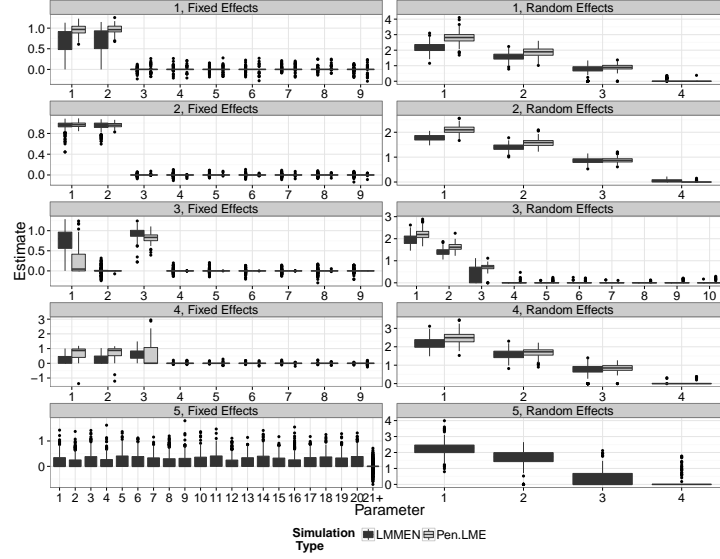 1, Fixed Effects
1, Random Effects
1.0
0.5
0.0
1 2 3 4 5 6 7 8 9
4
3
2
1
0
1 2 3 4
2, Fixed Effects
2, Random Effects
0.8
0.4
0.0
1 2 3 4 5 6 7 8 9
2
1
0
1 2 3 4
3, Fixed Effects
3, Random Effects
1.0
0.5
0.0
1 2 3 4 5 6 7 8 9
3
2
1
0
1 2 3 4 5 6 7 8 9 10
Estimate
4, Fixed Effects
4, Random Effects
3
2
1
0
−1
1 2 3 4 5 6 7 8 9
4
3
2
1
0
1 2 3 4
5, Fixed Effects
5, Random Effects
1
0
1 2 3 4 5 6 7 8 9 10 11 12 13 14 15 16 17 18 19 20 21+
4
3
2
1
0
1 2 3 4
Parameter
Simulation Type
LMMEN Pen.LME